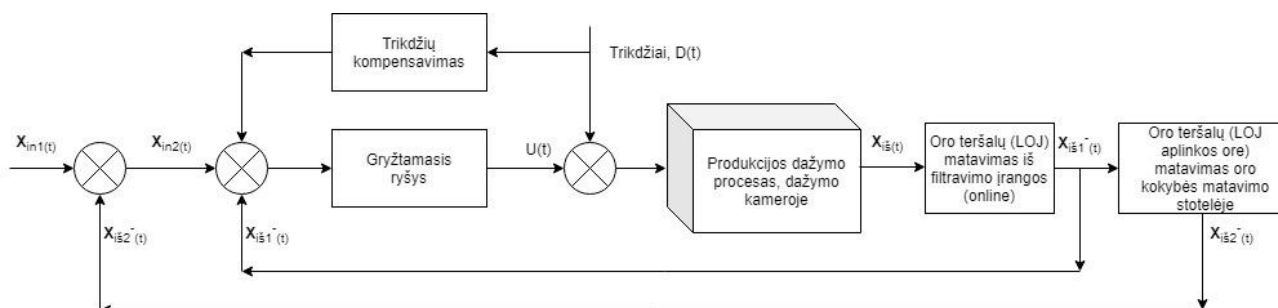 Trikdžių
kompensavimas
Trikdžiai, D(t)
Xin1(t)
Xin2(t)
Gryžtamasis
ryšys
U(t)
Produkcijos dažymo
procesas, dažymo
kameroje
Xiš(t)
Oro teršalų (LOJ)
matavimas iš
filtravimo įrangos
(online)
Xiš1-(t)
Oro teršalų (LOJ
aplinkos ore)
matavimas oro
kokybės matavimo
stotelėje
Xiš2-(t)
Xiš1-(t)
Xiš2-(t)